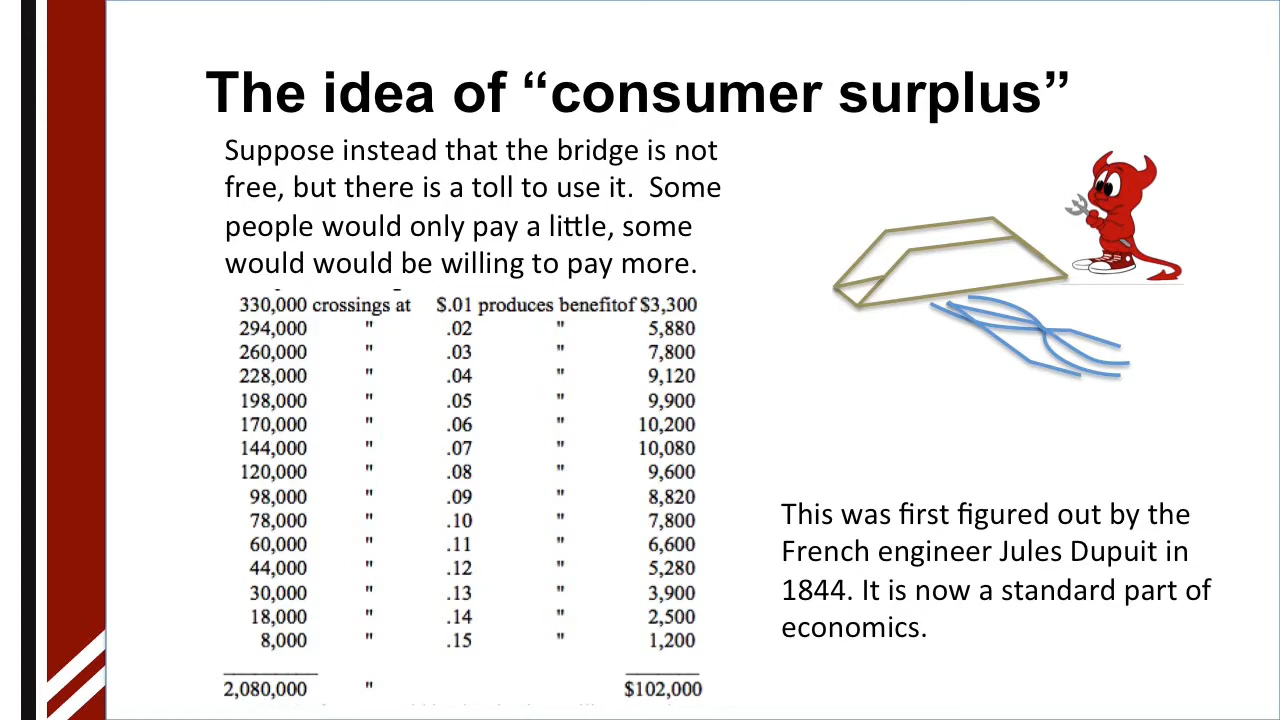 The idea of “consumer surplus”
Suppose instead that the bridge is not
free, but there is a toll to use it.  Some
people would only pay a little, some
would would be willing to pay more.
330,000 crossings at $.01 produces benefitof $3,300
294,000 " .02 " 5,880
260,000 " .03 " 7,800
228,000 " .04 " 9,120
198,000 " .05 " 9,900
170,000 " .06 " 10,200
144,000 " .07 " 10,080
120,000 " .08 " 9,600
98,000 " .09 " 8,820
78,000 " .10 " 7,800
60,000 " .11 " 6,600
44,000 " .12 " 5,280
30,000 " .13 " 3,900
18,000 " .14 " 2,500
8,000 " .15 " 1,200
2,080,000 " $102,000
This was first figured out by the
French engineer Jules Dupuit in
1844. It is now a standard part of
economics.